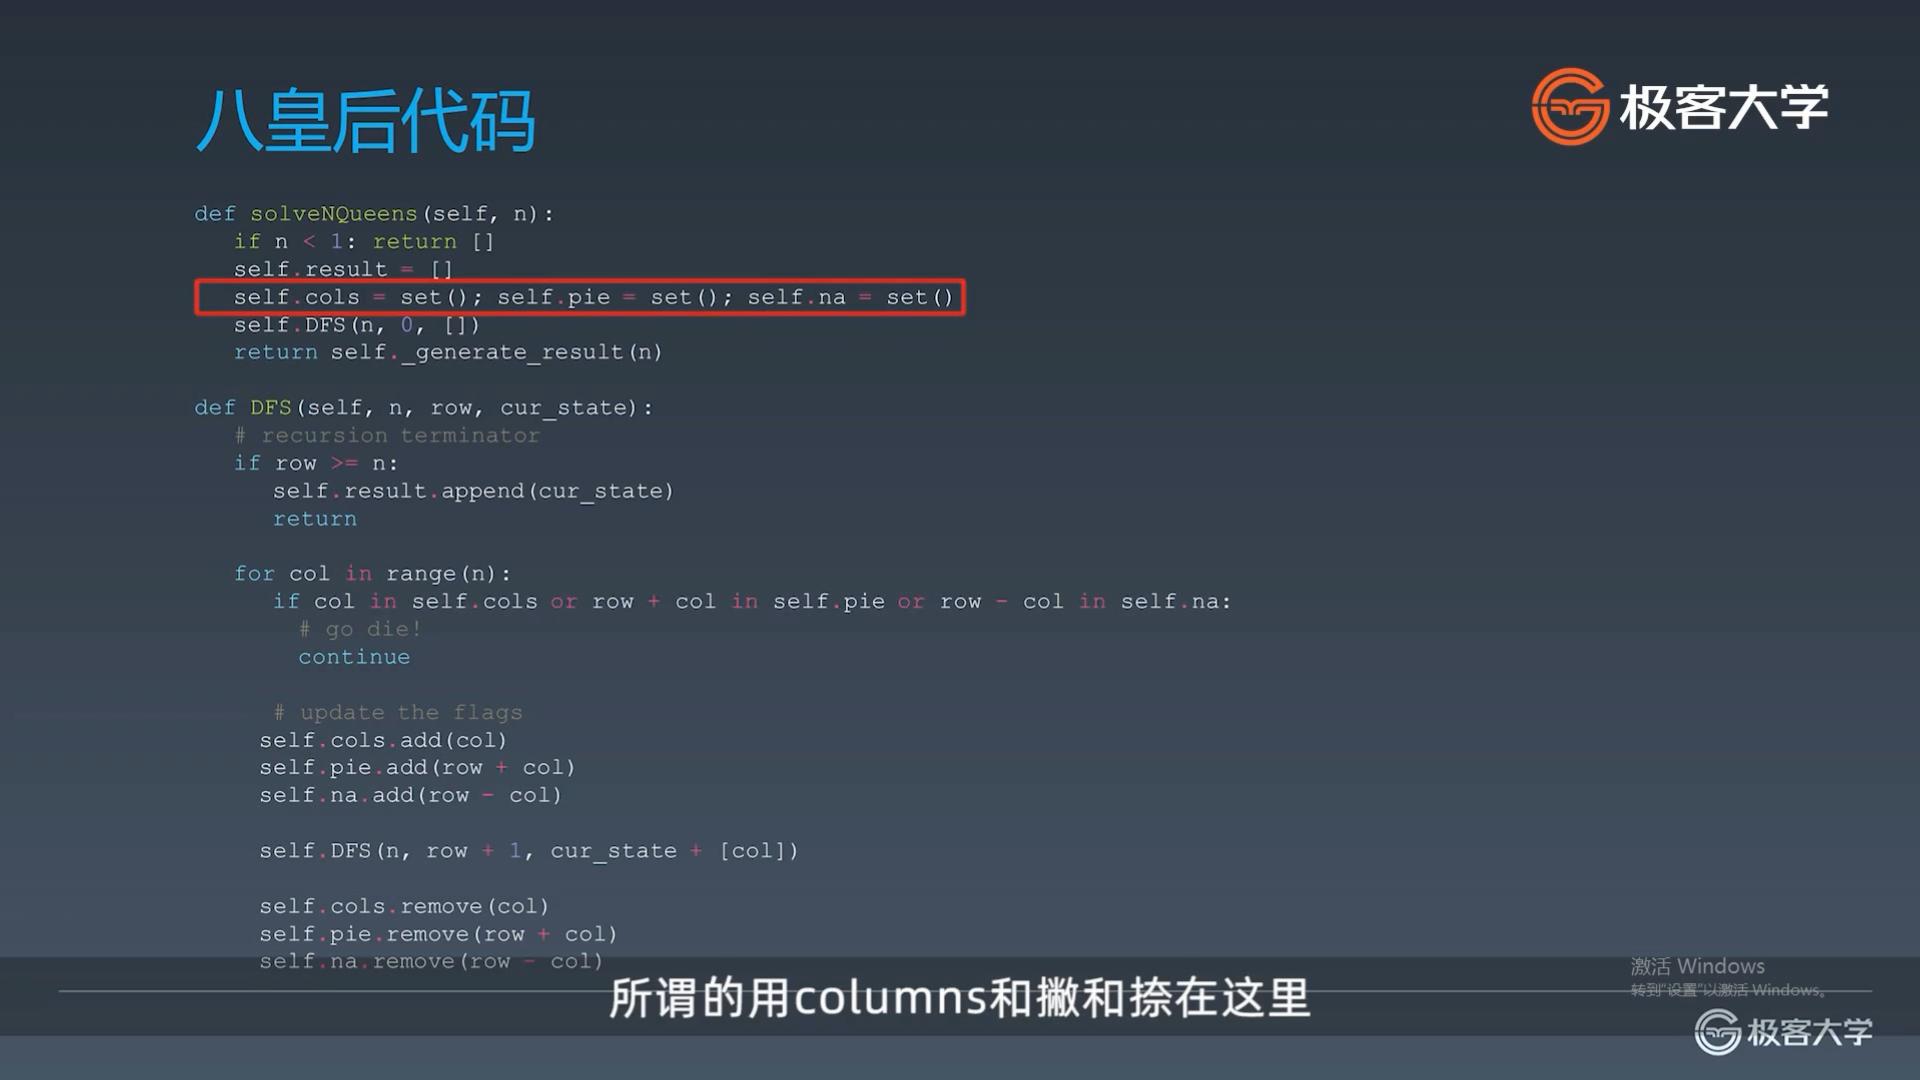 八皇后代码
极客大学
def solveNQueens(self, n):
if n < 1: return []
self.result = []
self.cols = set(); self.pie = set(); self.na = set()
self.DFS(n, 0, [])
return self._generate_result(n)
def DFS(self, n, row, cur_state):
# recursion terminator
if row >= n:
self.result.append(cur_state)
return
for col in range(n):
if col in self.cols or row + col in self.pie or row - col in self.na:
# go die!
continue
# update the flags
self.cols.add(col)
self.pie.add(row + col)
self.na.add(row - col)
self.DFS(n, row + 1, cur_state + [col])
self.cols.remove(col)
self.pie.remove(row + col)
self.na.remove(row - col)
所谓的用columns和撇和捺在这里
激活 Windows
转到“设置”以激活 Windows。
极客大学